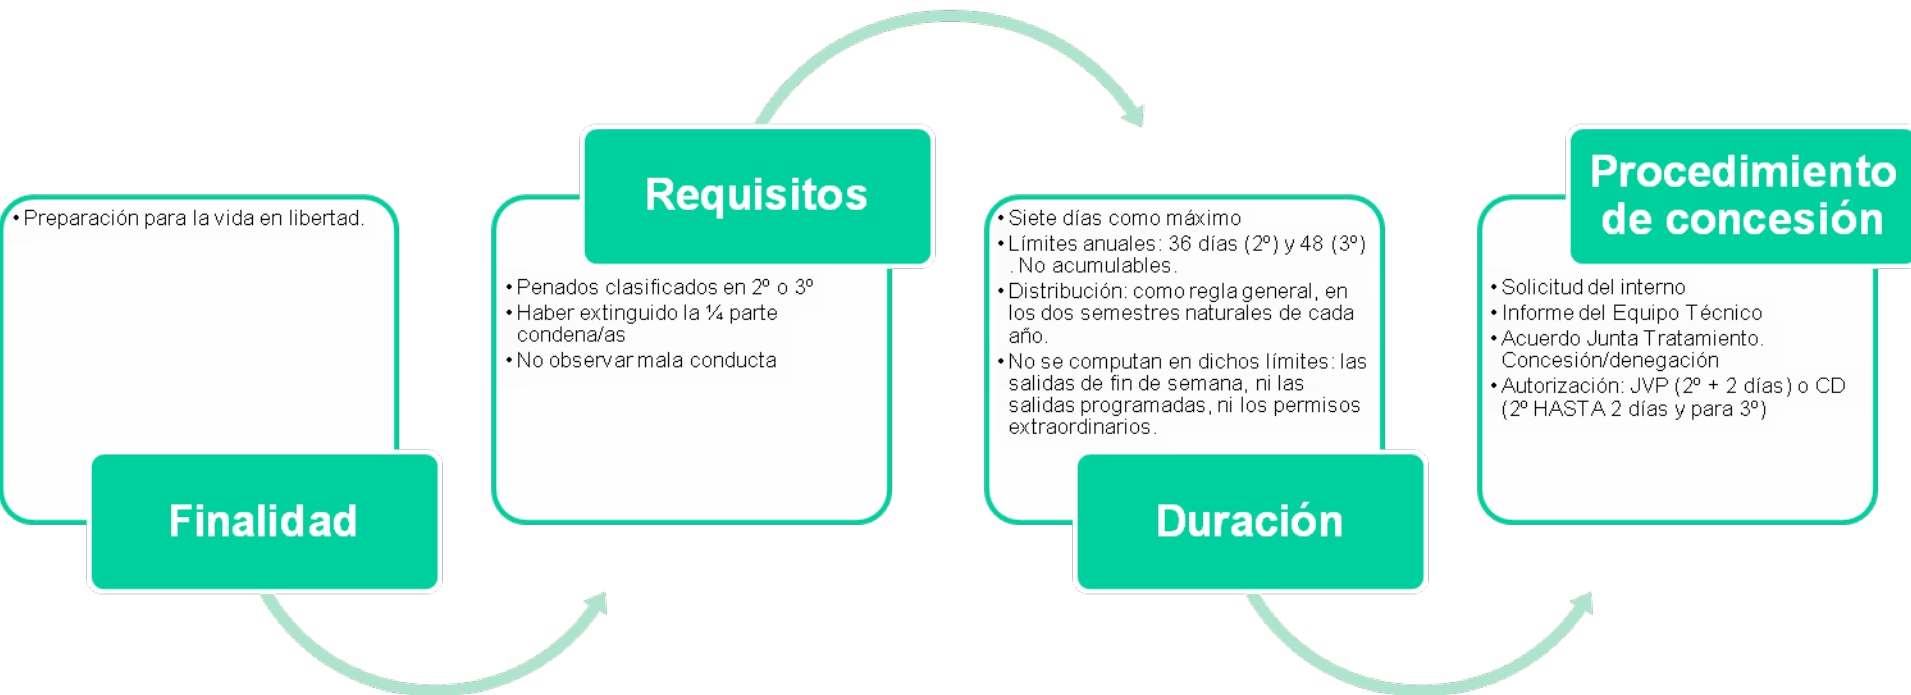 • Preparación para la vida en libertad.
Finalidad
Requisitos
• Penados clasificados en 2º o 3º
• Haber extinguido la ¼ parte
condena/as
• No observar mala conducta
• Siete días como máximo
• Límites anuales: 36 días (2º) y 48 (3º)
. No acumulables.
• Distribución: como regla general, en
los dos semestres naturales de cada
año.
• No se computan en dichos límites: las
salidas de fin de semana, ni las
salidas programadas, ni los permisos
extraordinarios.
Duración
Procedimiento
de concesión
• Solicitud del interno
• Informe del Equipo Técnico
• Acuerdo Junta Tratamiento.
Concesión/denegación
• Autorización: JVP (2º + 2 días) o CD
(2º HASTA 2 días y para 3º)